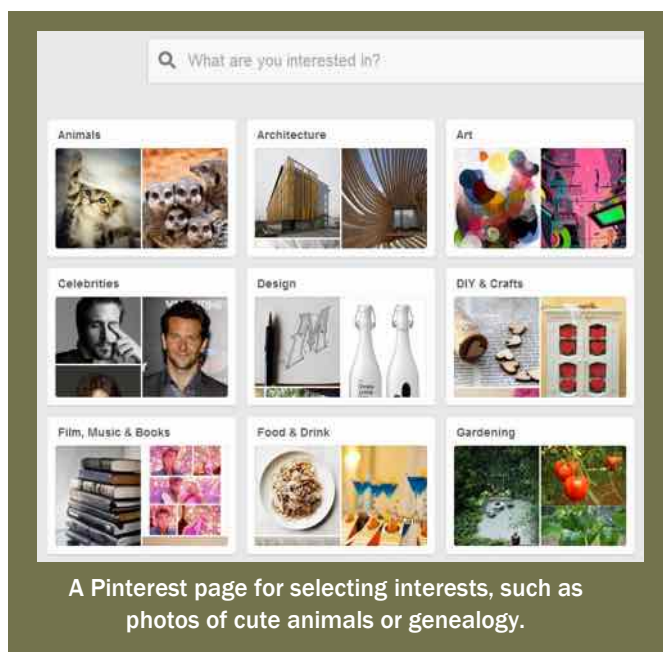 What are you interested in?
Animals
Architecture
Art
Celebrities
Design
DIY & Crafts
Film, Music & Books
Food & Drink
Gardening
A Pinterest page for selecting interests, such as
photos of cute animals or genealogy.